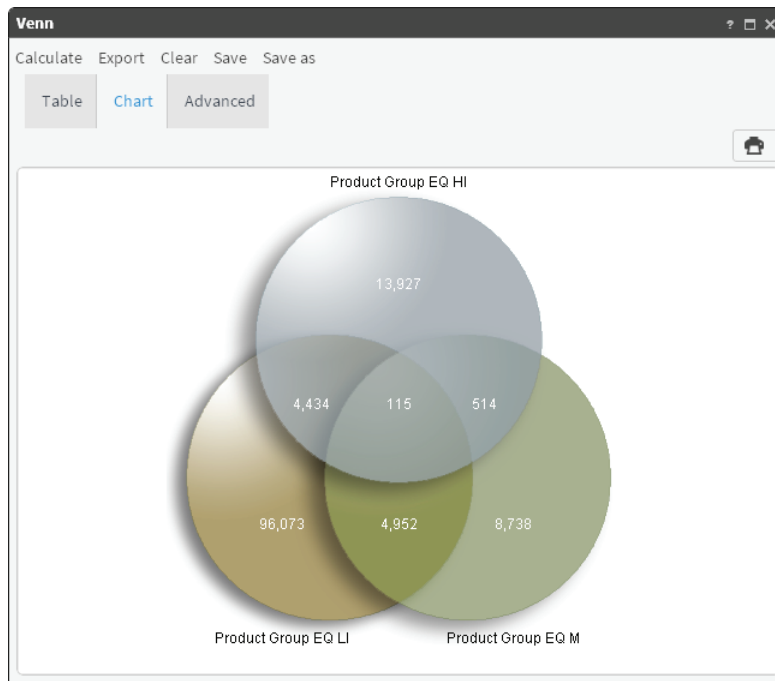 Venn
Calculate Export Clear Save Save as
Table Chart Advanced
Product Group EQ HI
13,927
4,434 115 514
96,073 4,952 8,738
Product Group EQ LI Product Group EQ M